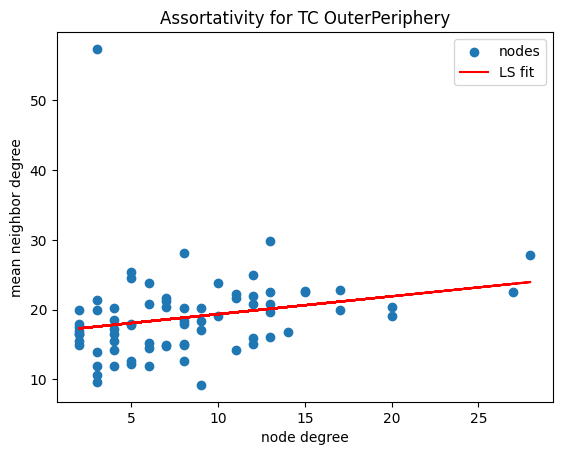 Assortativity for TC OuterPeriphery
nodes
LS fit
mean neighbor degree
50
40
30
20
10
5
10
15
20
25
node degree